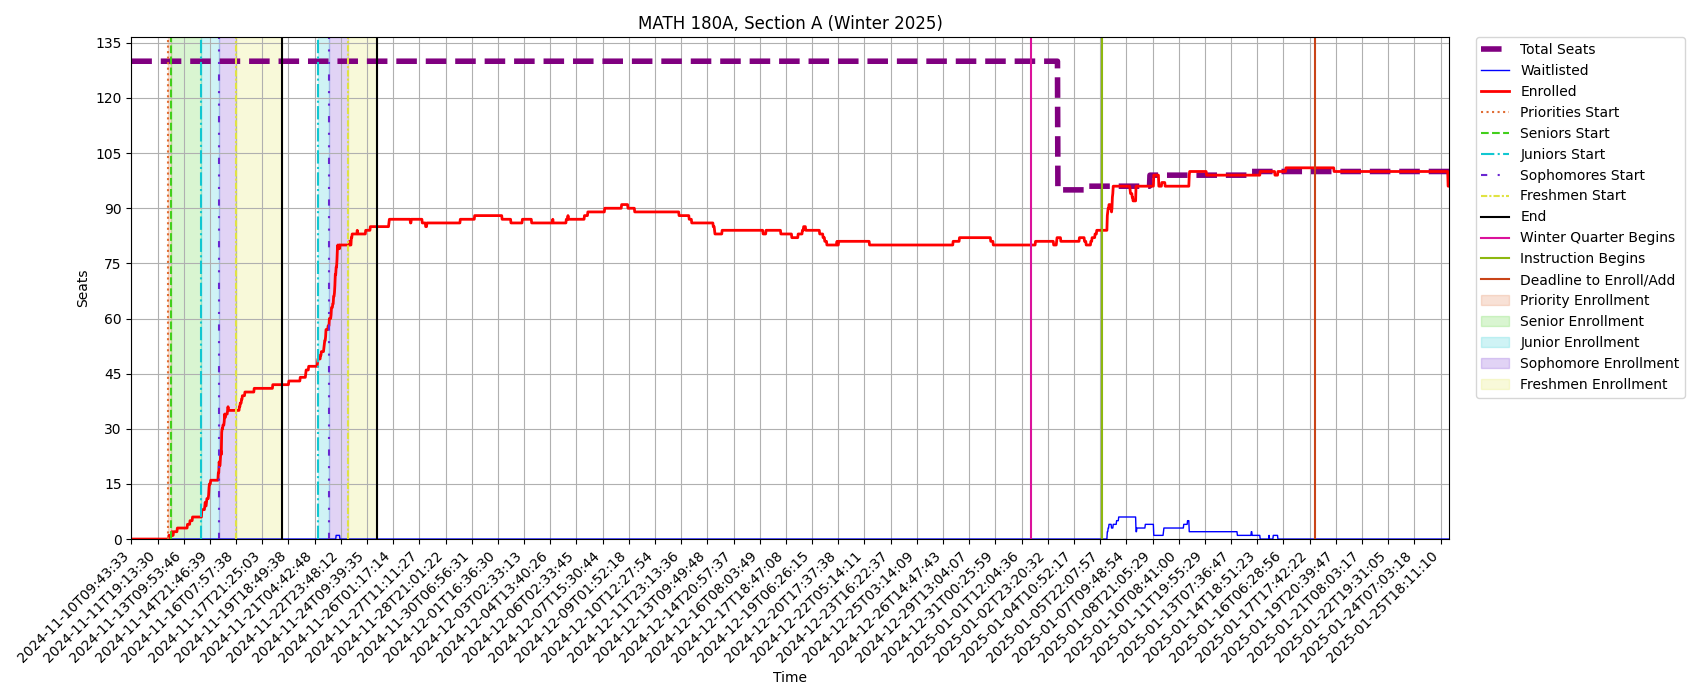 MATH 180A, Section A (Winter 2025)
135
120
105
90
75
60
45
30
15
0
Seats
2024-11-10T09:43:33
2024-11-11T19:13:30
2024-11-13T09:53:46
2024-11-14T21:46:39
2024-11-16T07:57:38
2024-11-17T21:25:03
2024-11-19T18:49:38
2024-11-21T04:42:48
2024-11-22T23:48:12
2024-11-24T09:39:35
2024-11-26T01:17:14
2024-11-27T11:11:27
2024-11-28T21:01:22
2024-11-30T06:56:31
2024-12-01T16:36:30
2024-12-03T02:33:13
2024-12-04T13:40:26
2024-12-06T02:33:45
2024-12-07T15:30:44
2024-12-09T01:52:18
2024-12-10T12:27:54
2024-12-11T23:13:36
2024-12-13T09:49:48
2024-12-14T20:57:37
2024-12-16T08:03:49
2024-12-17T18:47:08
2024-12-19T06:26:15
2024-12-20T17:37:38
2024-12-22T05:14:11
2024-12-23T16:22:37
2024-12-25T03:14:09
2024-12-26T14:47:43
2024-12-29T13:04:07
2024-12-31T00:25:59
2025-01-01T12:04:36
2025-01-02T23:20:32
2025-01-04T10:52:17
2025-01-05T22:07:57
2025-01-07T09:48:54
2025-01-08T21:05:29
2025-01-10T08:41:00
2025-01-11T19:55:29
2025-01-13T07:36:47
2025-01-14T18:51:23
2025-01-16T06:28:56
2025-01-17T17:42:22
2025-01-19T20:39:47
2025-01-21T08:03:17
2025-01-22T19:31:05
2025-01-24T07:03:18
2025-01-25T18:11:10
Time
Total Seats
Waitlisted
Enrolled
Priorities Start
Seniors Start
Juniors Start
Sophomores Start
Freshmen Start
End
Winter Quarter Begins
Instruction Begins
Deadline to Enroll/Add
Priority Enrollment
Senior Enrollment
Junior Enrollment
Sophomore Enrollment
Freshmen Enrollment